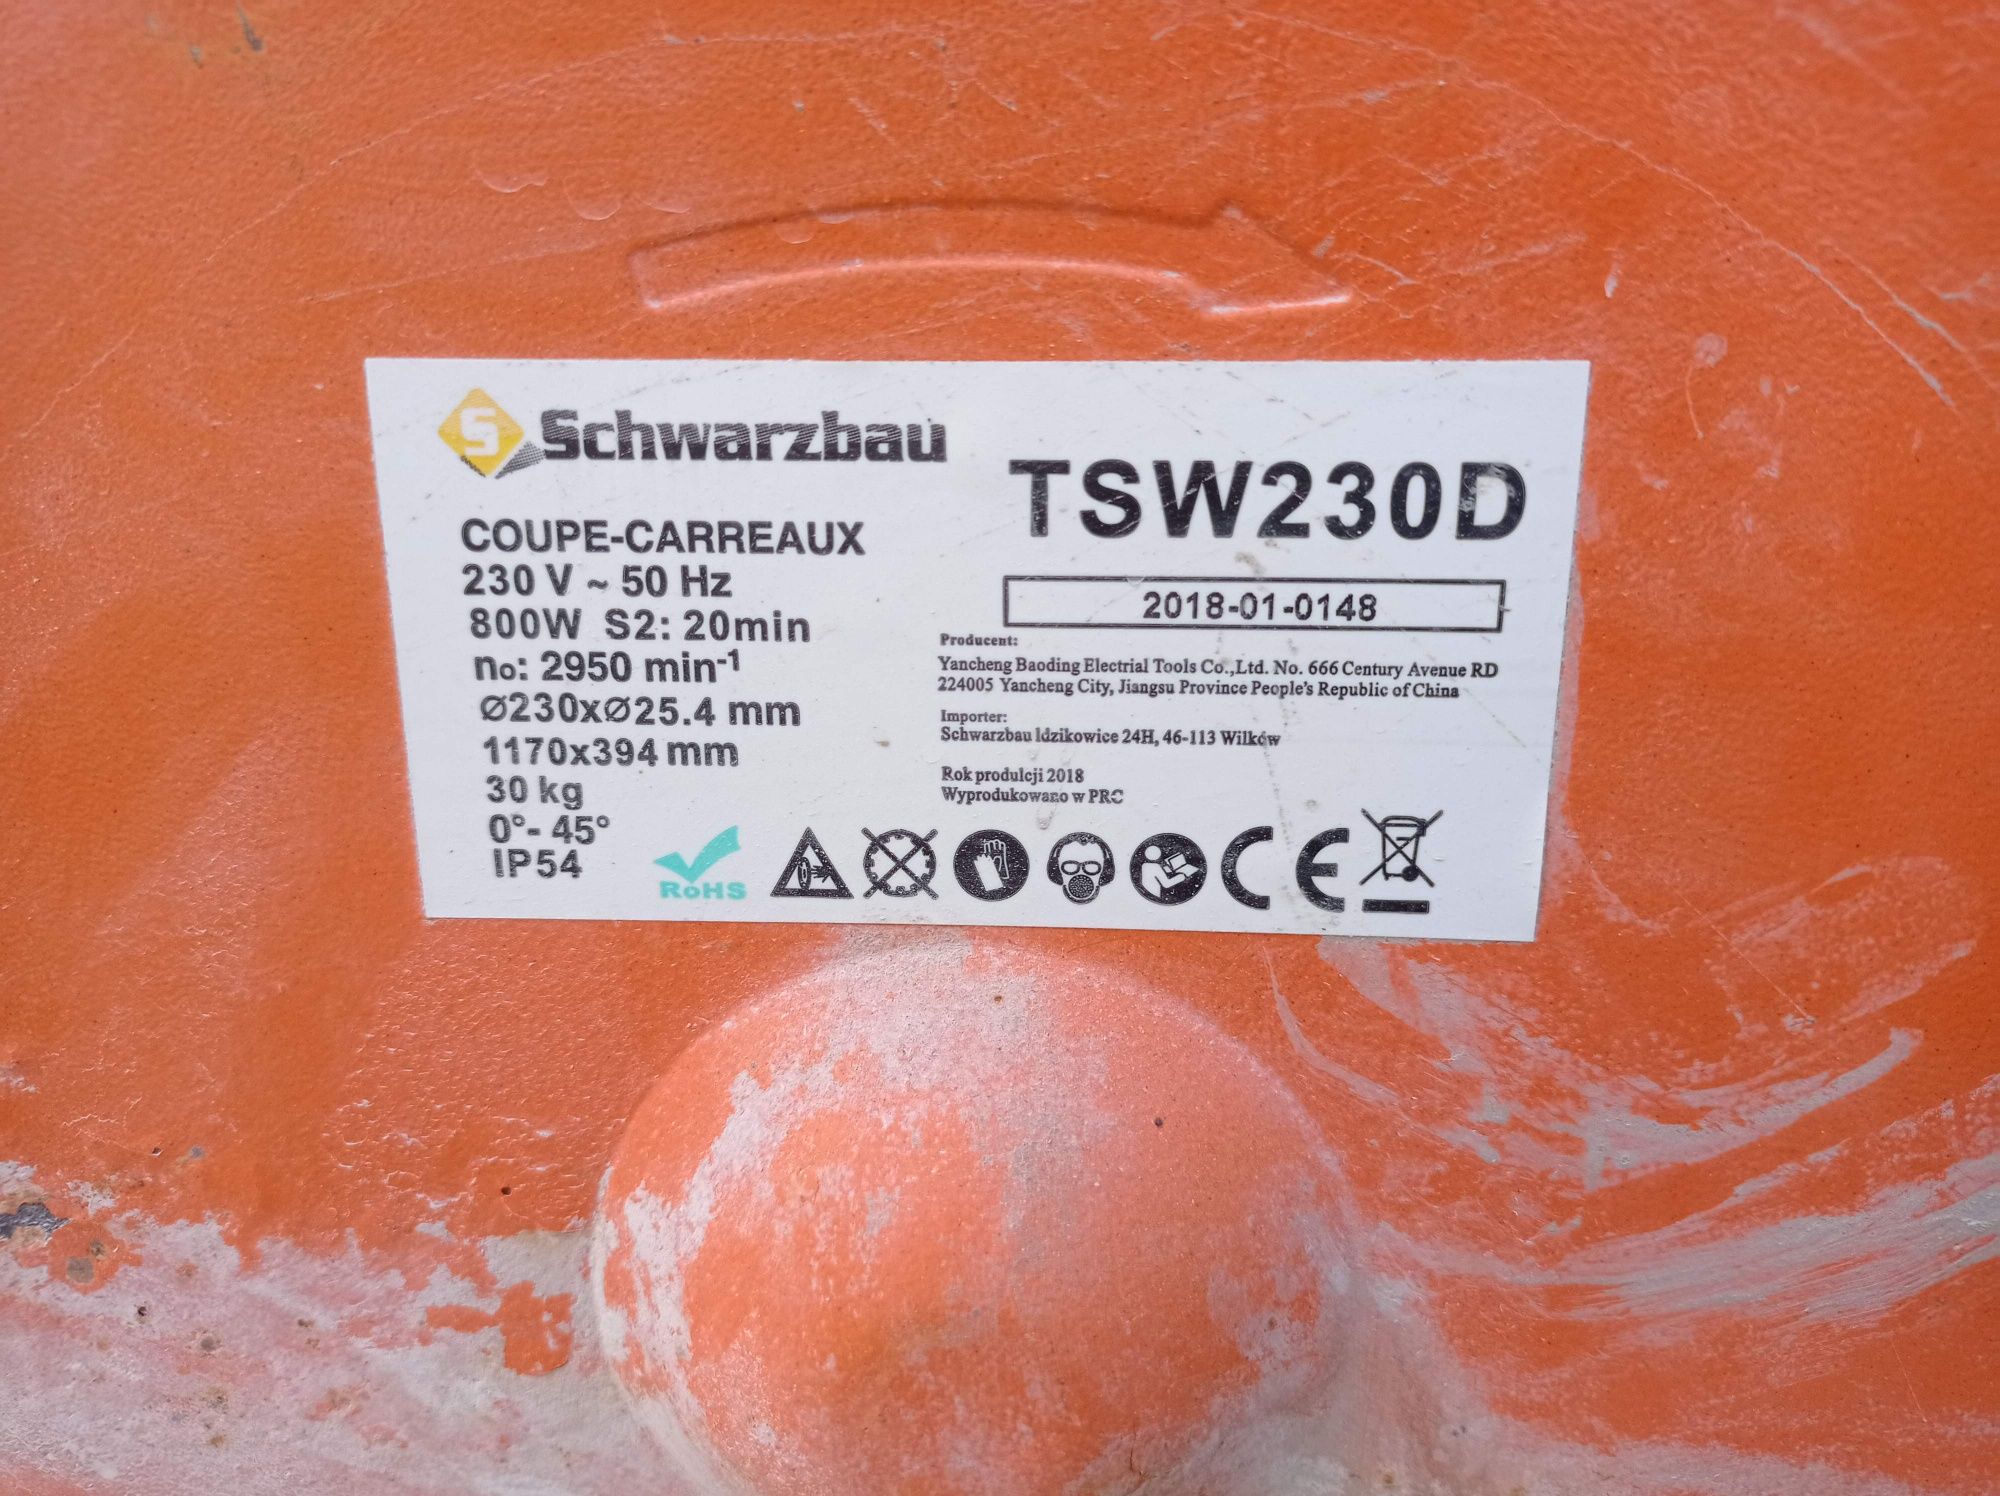 S Schwarzbau
TSW230D
COUPE-CARREAUX
230 V ~ 50 Hz
800W S2: 20min
no: 2950 min-1
Ø230xØ25.4 mm
1170x394 mm
30 kg
0°- 45°
IP54
2018-01-0148
Producent:
Yancheng Baoding Electrial Tools Co.,Ltd. No. 666 Century Avenue RD
224005 Yancheng City, Jiangsu Province People's Republic of China
Importer:
Schwarzbau ldzikowice 24H, 46-113 Wilków
Rok produlcji 2018
Wyprodukowano w PRC
RoHS
CE